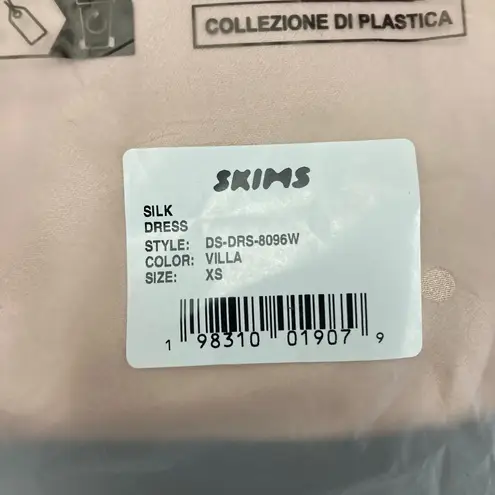 COLLEZIONE DI PLASTICA
SKIMS
SILK
DRESS
STYLE: DS-DRS-8096W
COLOR: VILLA
SIZE: XS
1 98310 01907 9